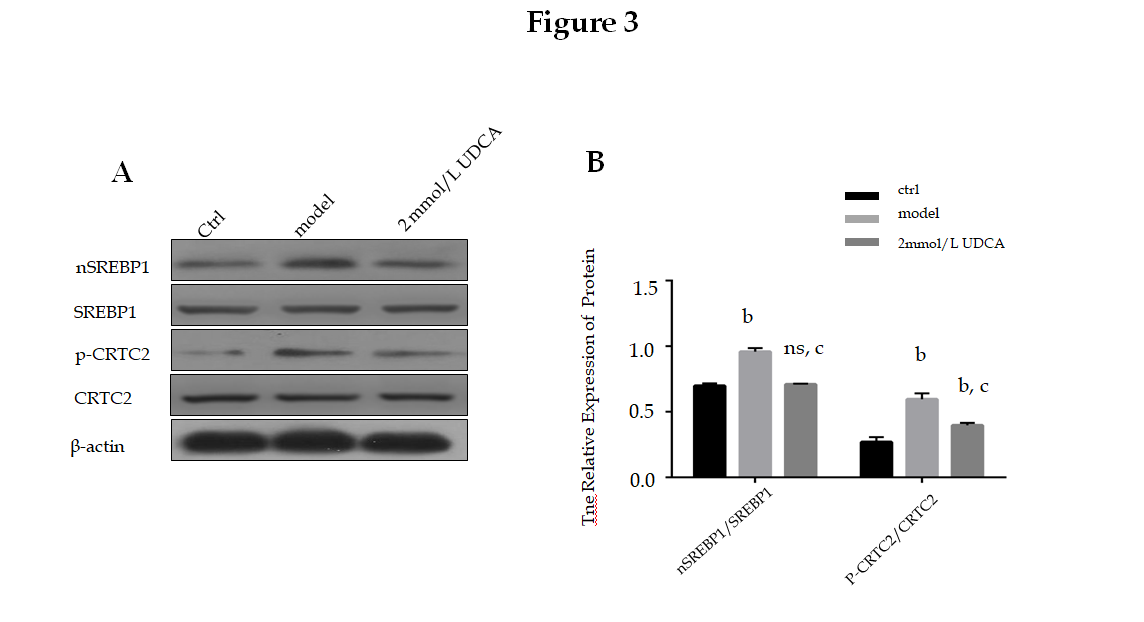 Figure 3
A
Ctrl
model
2 mmol/L UDCA
nSREBP1
SREBP1
p-CRTC2
CRTC2
β-actin
B
ctrl
model
2mmol/L UDCA
Tne Relative Expression of Protein
1.5
1.0
0.5
0.0
b
ns, c
b
b, c
nSREBP1/SREBP1
P-CRTC2/CRTC2